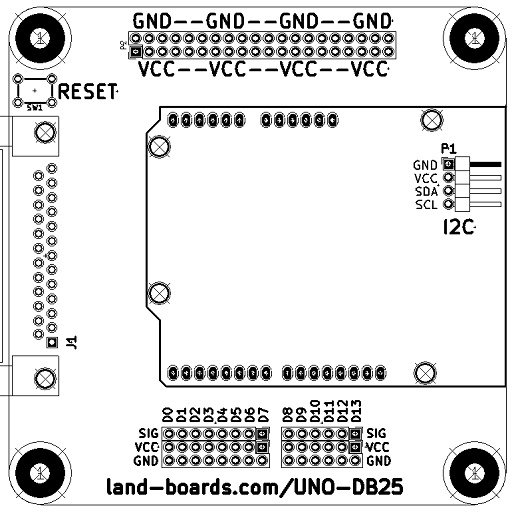 GND--GND--GND--GND
P2
VCC--VCC--VCC--VCC
RESET
SW1
P1
GND
VCC
SDA
SCL
I2C
J1
D0 D1 D2 D3 D4 D5 D6 D7 D8 D9 D10 D11 D12 D13
SIG SIG
VCC VCC
GND GND
land-boards.com/UNO-DB25